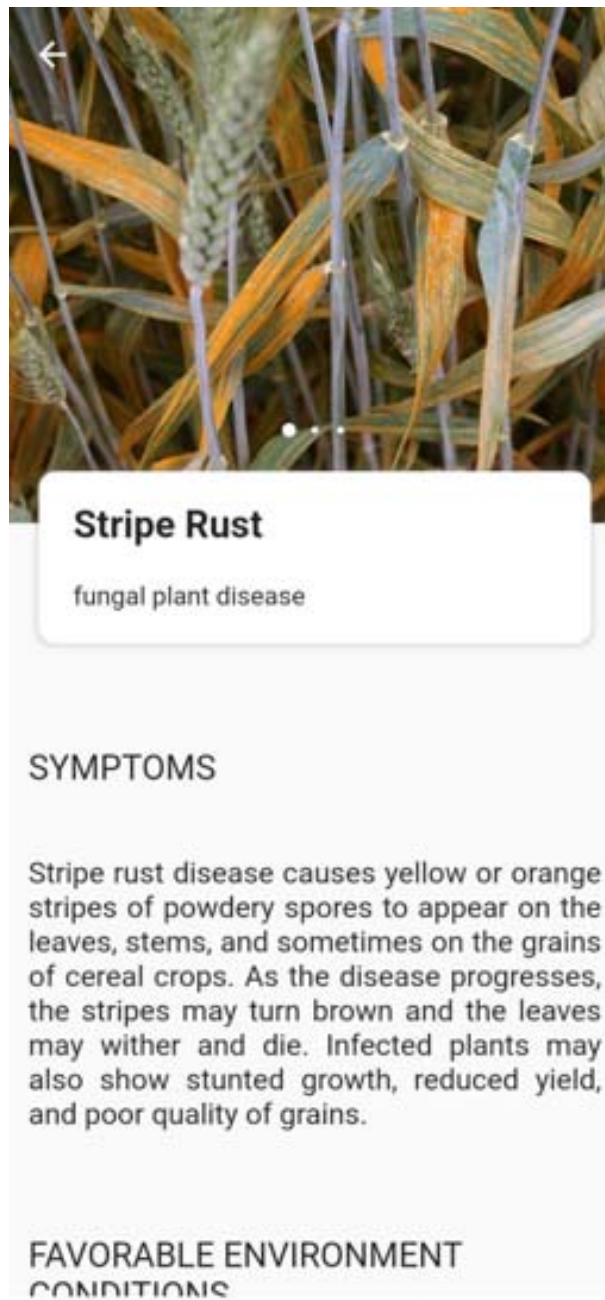 Stripe Rust
fungal plant disease
SYMPTOMS
Stripe rust disease causes yellow or orange
stripes of powdery spores to appear on the
leaves, stems, and sometimes on the grains
of cereal crops. As the disease progresses,
the stripes may turn brown and the leaves
may wither and die. Infected plants may
also show stunted growth, reduced yield,
and poor quality of grains.
FAVORABLE ENVIRONMENT
CONDITIONS